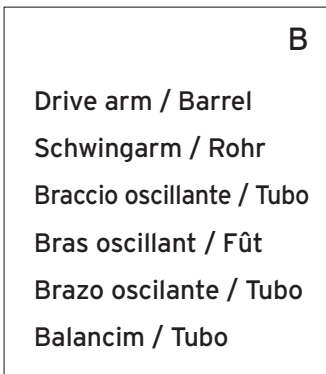 B
Drive arm / Barrel
Schwingarm / Rohr
Braccio oscillante / Tubo
Bras oscillant / Fût
Brazo oscilante / Tubo
Balancim / Tubo